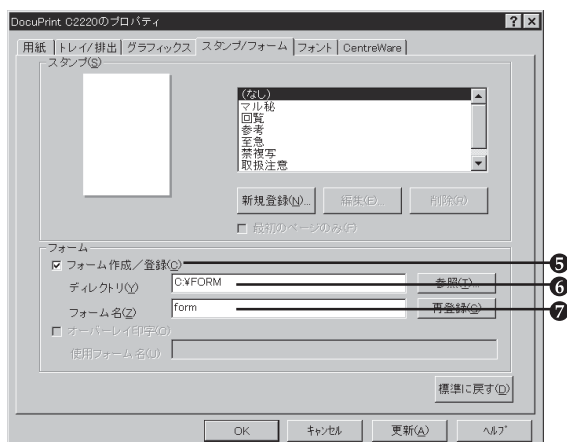 DocuPrint C2220のプロパティ
用紙 トレイ/排出 グラフィックス スタンプ/フォーム フォント CentreWare
スタンプ(S)
(なし)
マル秘
回覧
参考
至急
禁複写
取扱注意
新規登録(N)... 編集(E)... 削除(R)
最初のページのみ(F)
フォーム
フォーム作成/登録(C) ❺
ディレクトリ(Y) C:¥FORM 参照(T)... ❻
フォーム名(Z) form 再登録(G) ❼
オーバーレイ印字(O)
使用フォーム名(U)
標準に戻す(D)
OK キャンセル 更新(A) ヘルプ